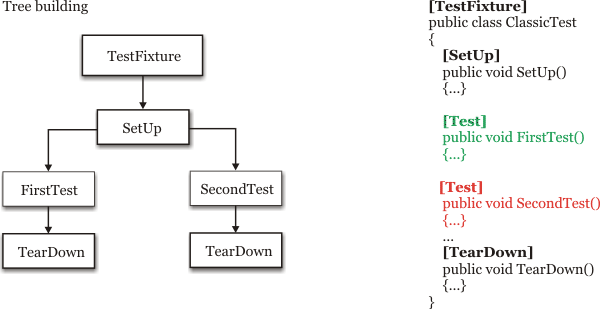 Tree building
TestFixture
SetUp
FirstTest
SecondTest
TearDown
TearDown
[TestFixture]
public class ClassicTest
{
[SetUp]
public void SetUp()
{...}
[Test]
public void FirstTest()
{...}
[Test]
public void SecondTest()
{...}
...
[TearDown]
public void TearDown()
{...}
}